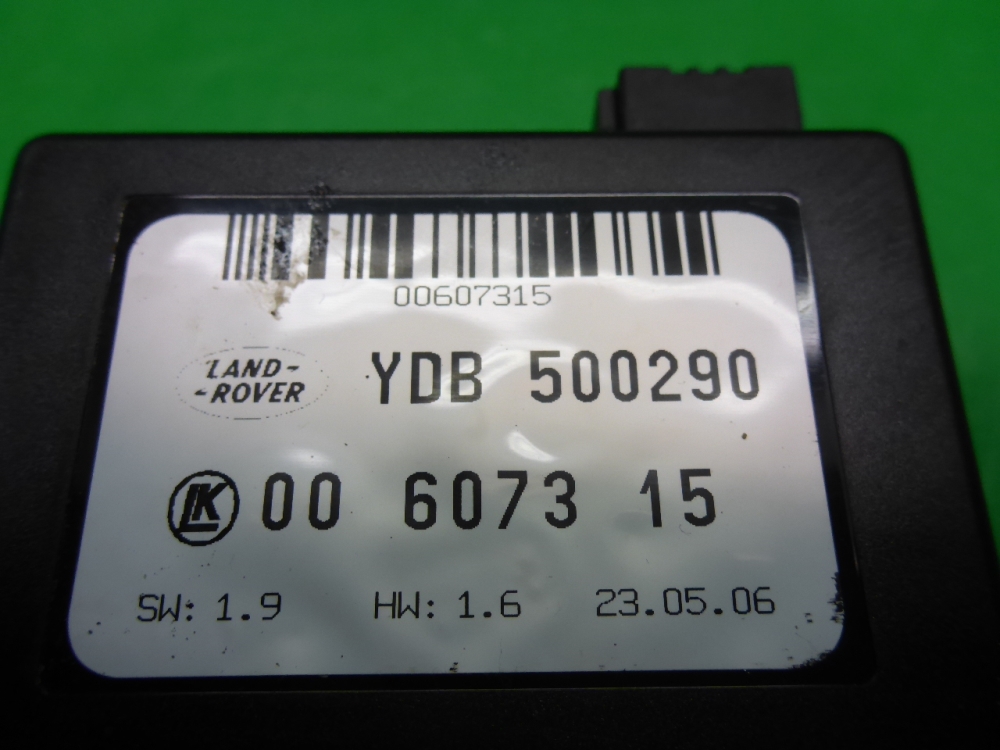 00607315
LAND-
-ROVER
YDB 500290
LK 00 6073 15
SW: 1.9 HW: 1.6 23.05.06